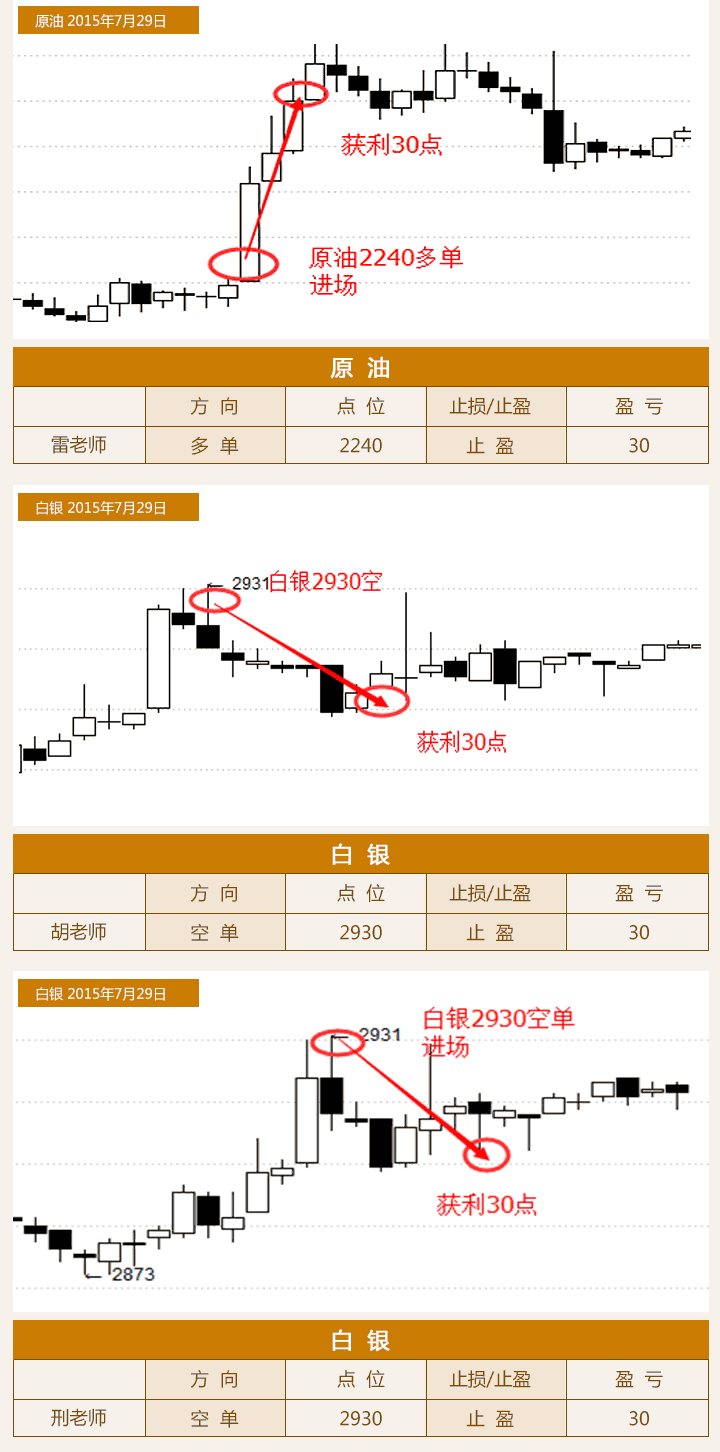 原油 2015年7月29日
获利30点
原油2240多单
进场
原 油
方 向 点 位 止损/止盈 盈 亏
雷老师 多 单 2240 止 盈 30
白银 2015年7月29日
← 2931 白银2930空
获利30点
白 银
方 向 点 位 止损/止盈 盈 亏
胡老师 空 单 2930 止 盈 30
白银 2015年7月29日
白银2930空单
← 2931
进场
获利30点
← 2873
白 银
方 向 点 位 止损/止盈 盈 亏
刑老师 空 单 2930 止 盈 30